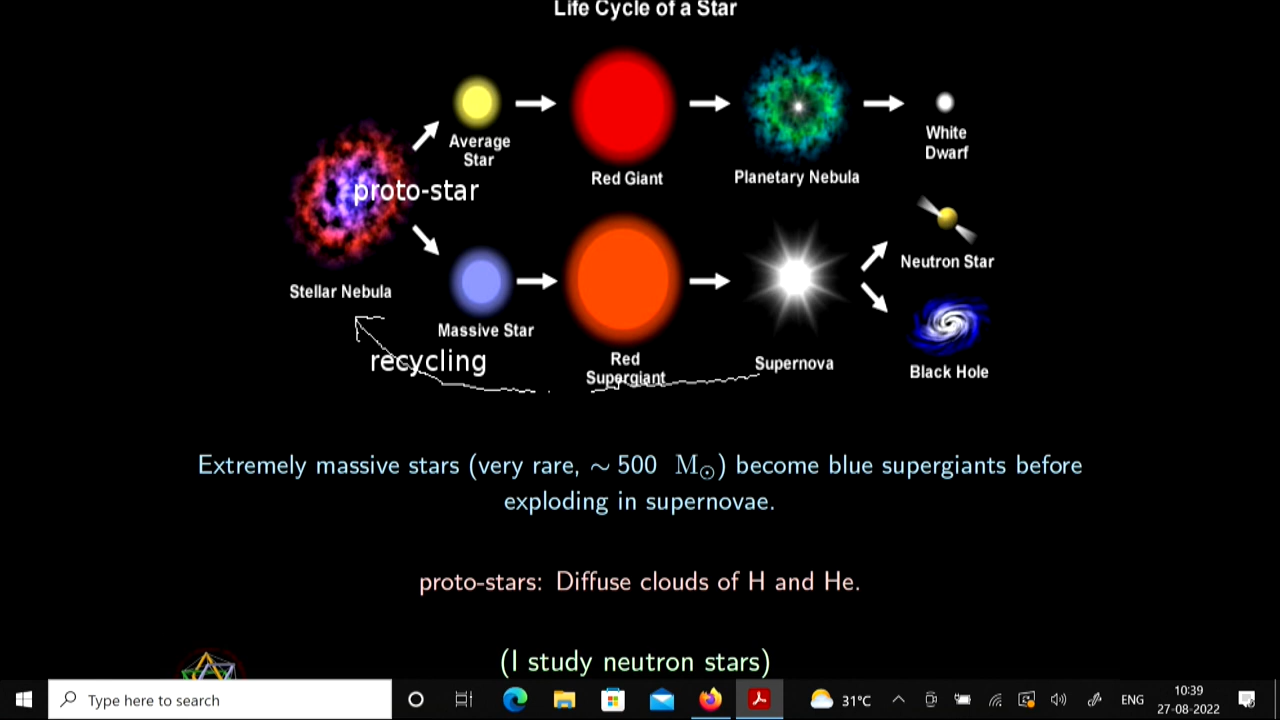 Life Cycle of a Star
Average
Star
Red Giant
Planetary Nebula
White
Dwarf
proto-star
Neutron Star
Stellar Nebula
Massive Star
recycling
Red
Supergiant
Supernova
Black Hole
Extremely massive stars (very rare, ∼ 500 M⊙) become blue supergiants before
exploding in supernovae.
proto-stars: Diffuse clouds of H and He.
(I study neutron stars)
Type here to search
31°C
ENG
10:39
27-08-2022